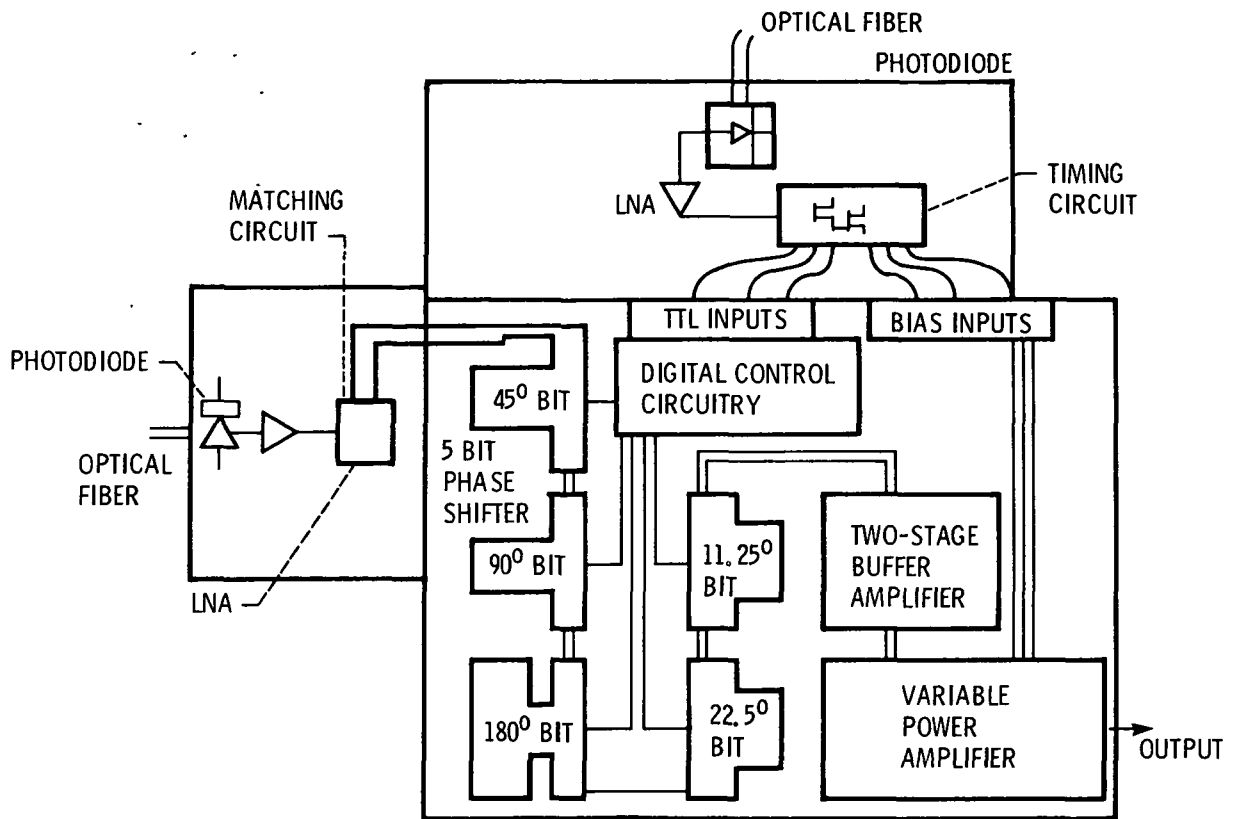 OPTICAL FIBER
PHOTODIODE
LNA
TIMING
CIRCUIT
MATCHING
CIRCUIT
PHOTODIODE
OPTICAL
FIBER
LNA
TTL INPUTS
BIAS INPUTS
DIGITAL CONTROL
CIRCUITRY
45⁰ BIT
5 BIT
PHASE
SHIFTER
90⁰ BIT
180⁰ BIT
11.25⁰
BIT
22.5⁰
BIT
TWO-STAGE
BUFFER
AMPLIFIER
VARIABLE
POWER
AMPLIFIER
OUTPUT